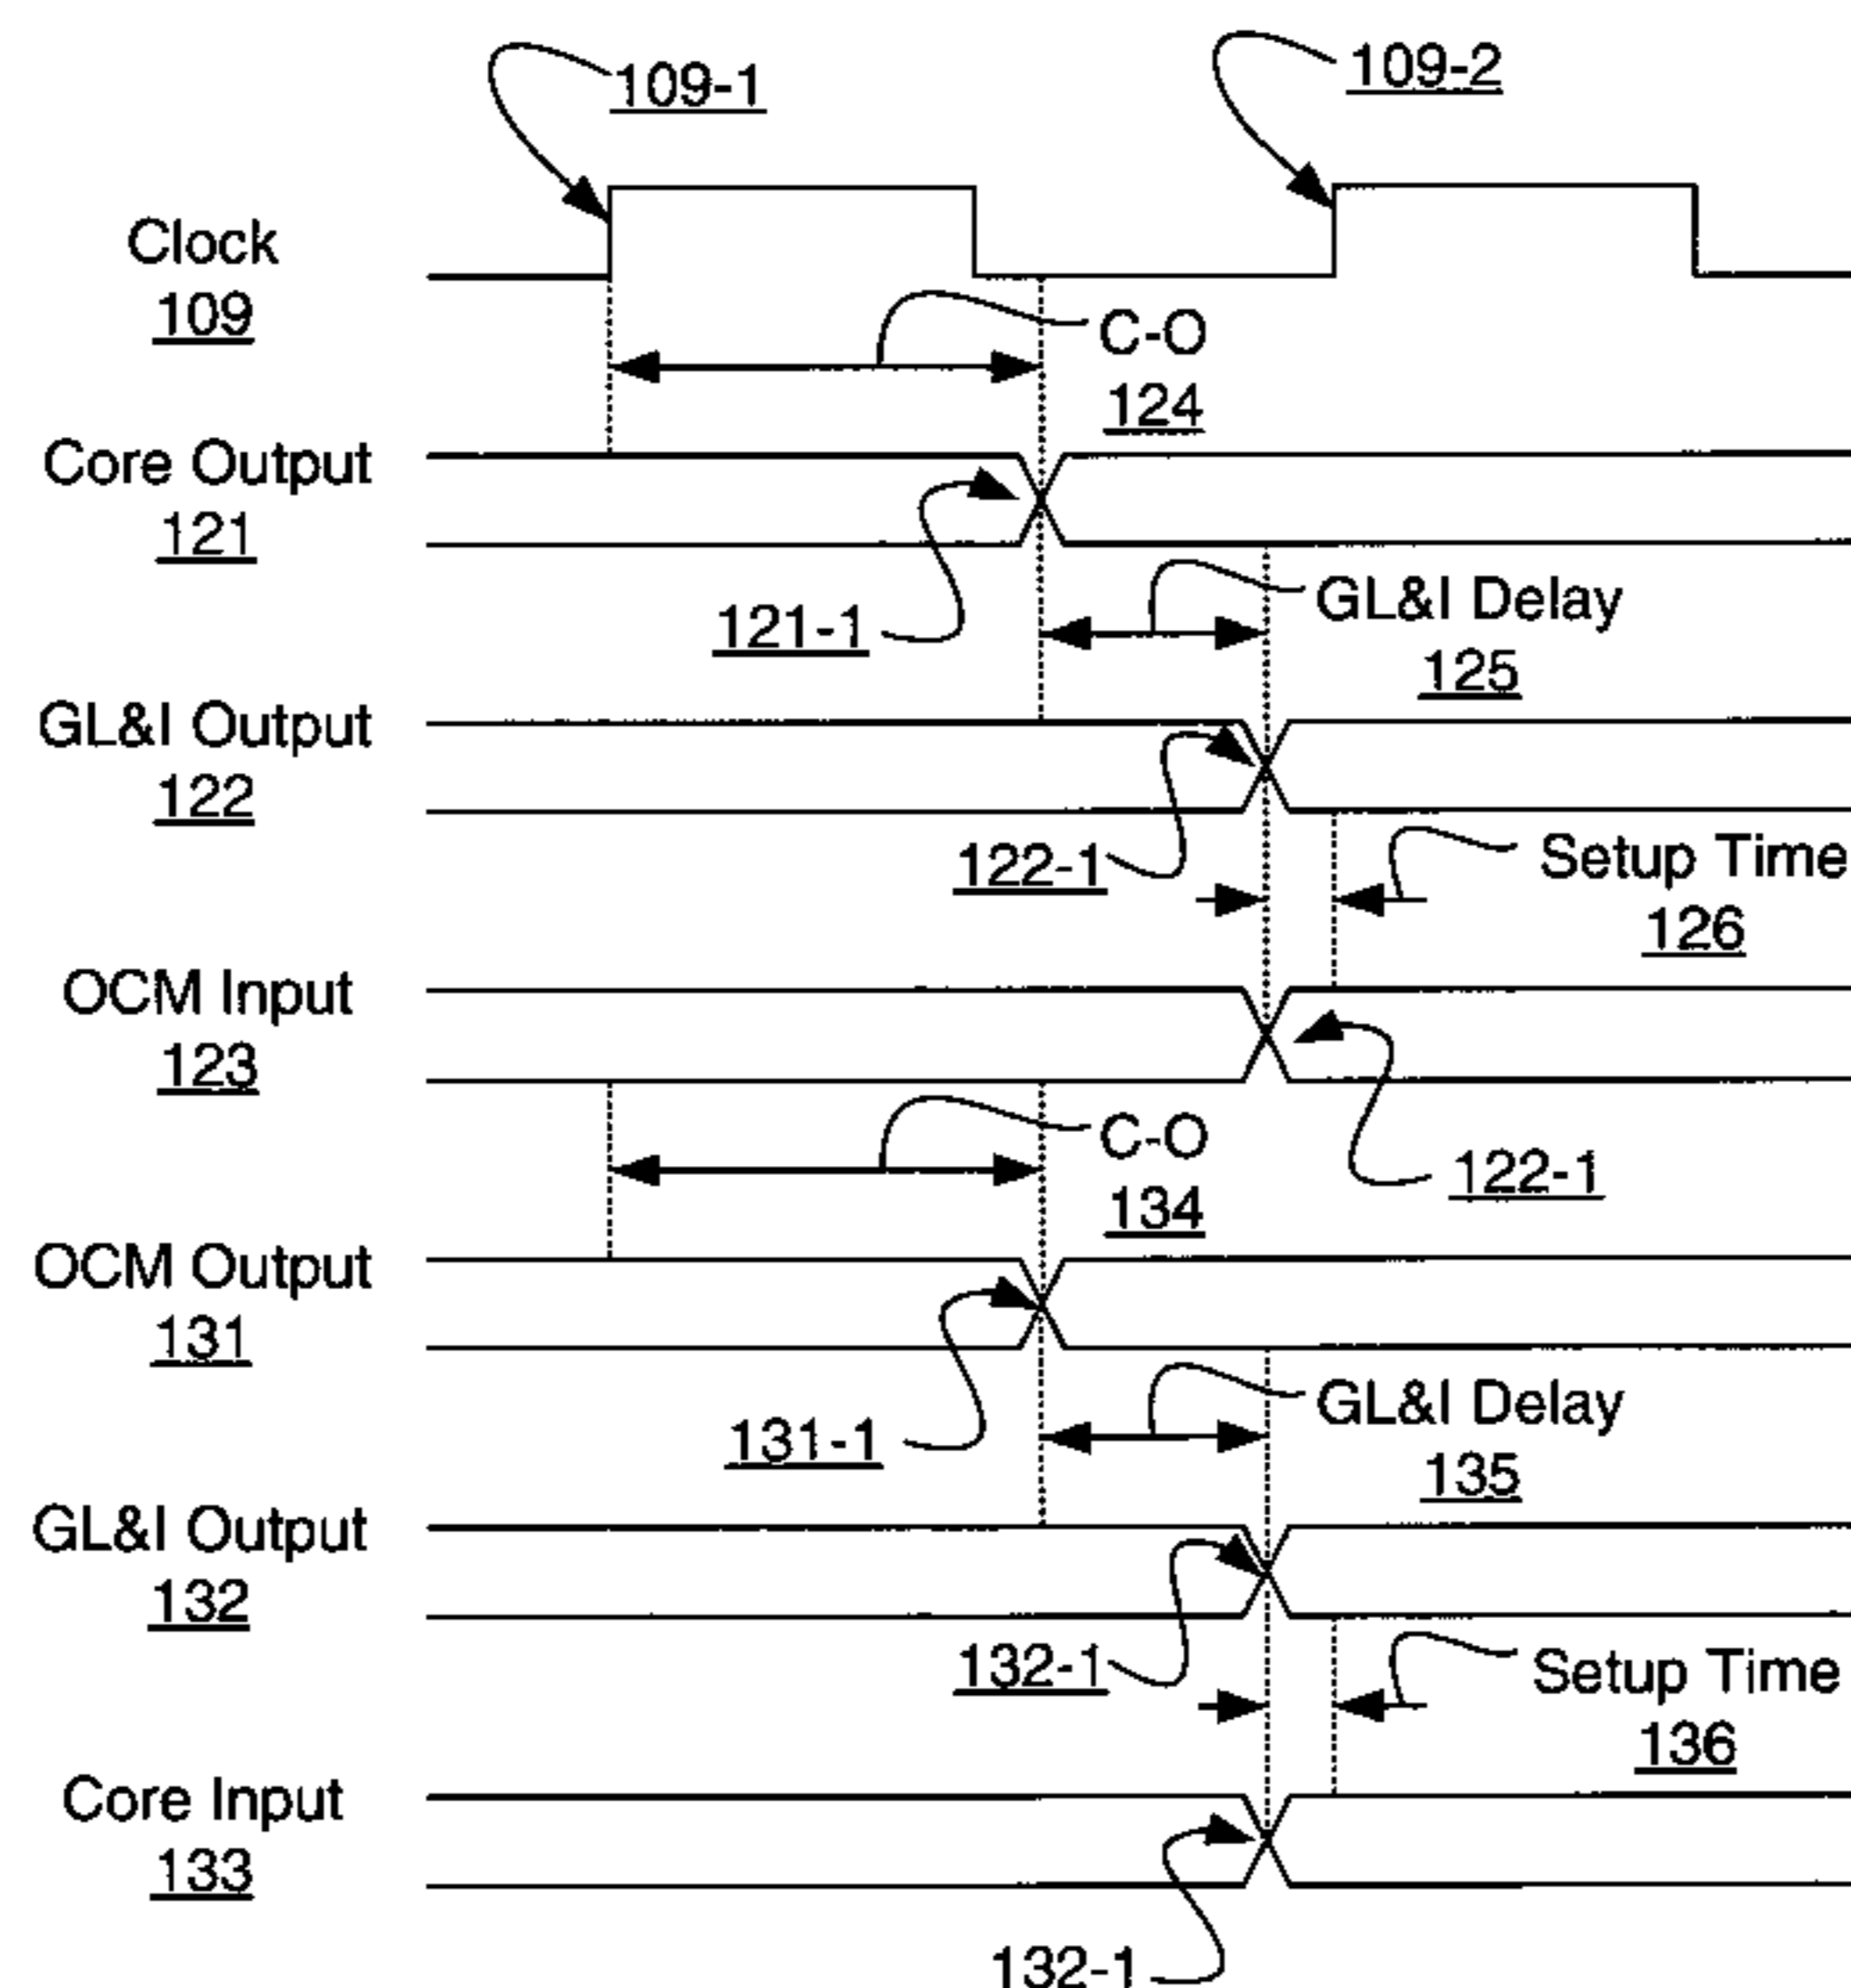 109-1
109-2
Clock
109
C-O
124
Core Output
121
121-1
GL&I Delay
125
GL&I Output
122
122-1
Setup Time
126
OCM Input
123
C-O
134
122-1
OCM Output
131
131-1
GL&I Delay
135
GL&I Output
132
132-1
Setup Time
136
Core Input
133
132-1